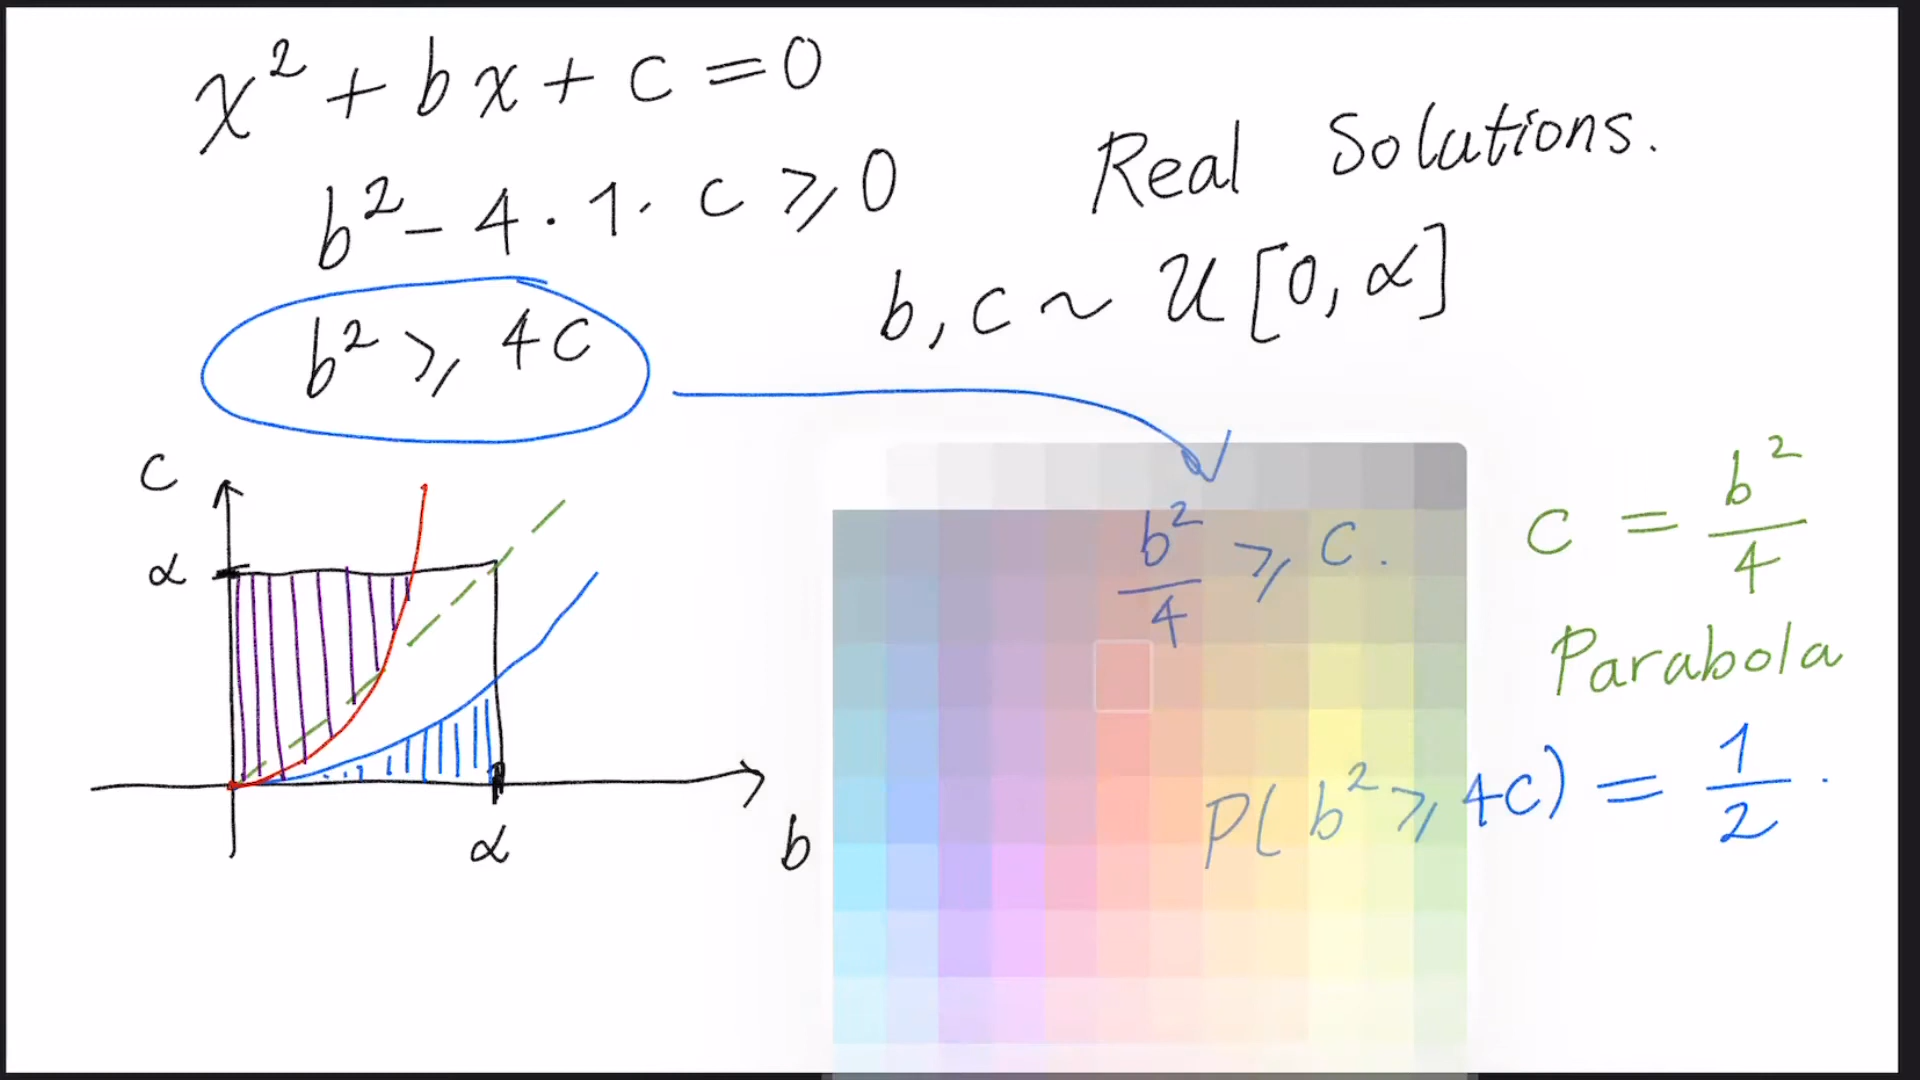 x² + bx + c = 0
Real Solutions.
b² - 4 · 1 · c ⩾ 0
b, c ~ U [0, α]
b² ⩾ 4c
b²/4 ⩾ c.
c = b²/4
Parabola
P(b² ⩾ 4c) = 1/2.
c
α
α
b